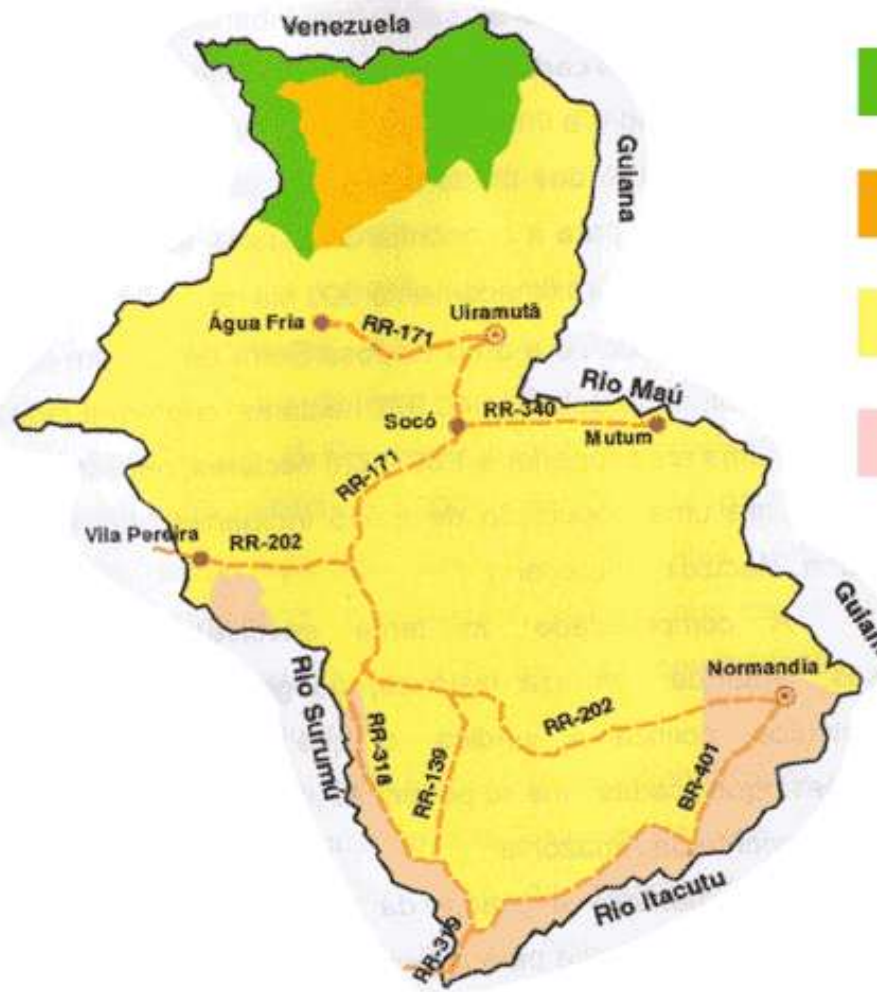 Venezuela
Guiana
Água Fria
RR-171
Uiramutã
Rio Maú
Socó
RR-340
Mutum
RR-171
Vila Pereira
RR-202
Guiana
Normandia
Rio Surumú
RR-318
RR-139
RR-202
BR-401
Rio Itacutu
RR-319